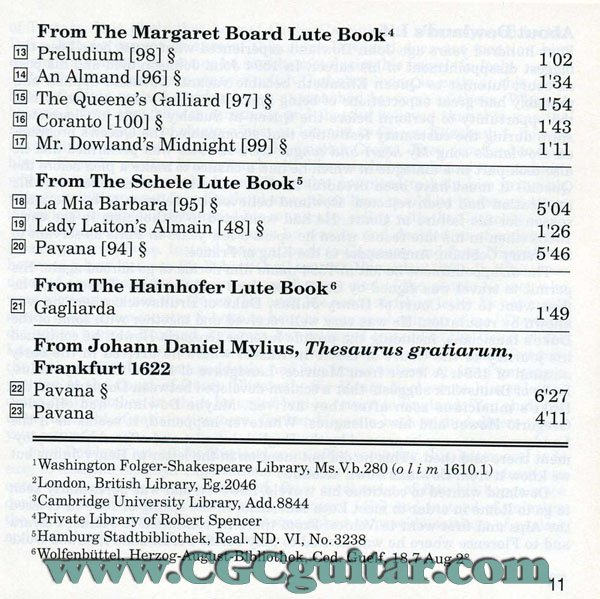 From The Margaret Board Lute Book⁴
13 Preludium [98] § 1'02
14 An Almand [96] § 1'34
15 The Queene's Galliard [97] § 1'54
16 Coranto [100] § 1'43
17 Mr. Dowland's Midnight [99] § 1'11
From The Schele Lute Book⁵
18 La Mia Barbara [95] § 5'04
19 Lady Laiton's Almain [48] § 1'26
20 Pavana [94] § 5'46
From The Hainhofer Lute Book⁶
21 Gagliarda 1'49
From Johann Daniel Mylius, Thesaurus gratiarum,
Frankfurt 1622
22 Pavana § 6'27
23 Pavana 4'11
¹Washington Folger-Shakespeare Library, Ms.V.b.280 (olim 1610.1)
²London, British Library, Eg.2046
³Cambridge University Library, Add.8844
⁴Private Library of Robert Spencer
⁵Hamburg Stadtbibliothek, Real. ND. VI, No.3238
⁶Wolfenbüttel, Herzog-August-Bibliothek, Cod. Guelf. 18.7 Aug 2°
www.CGCguitar.com
11